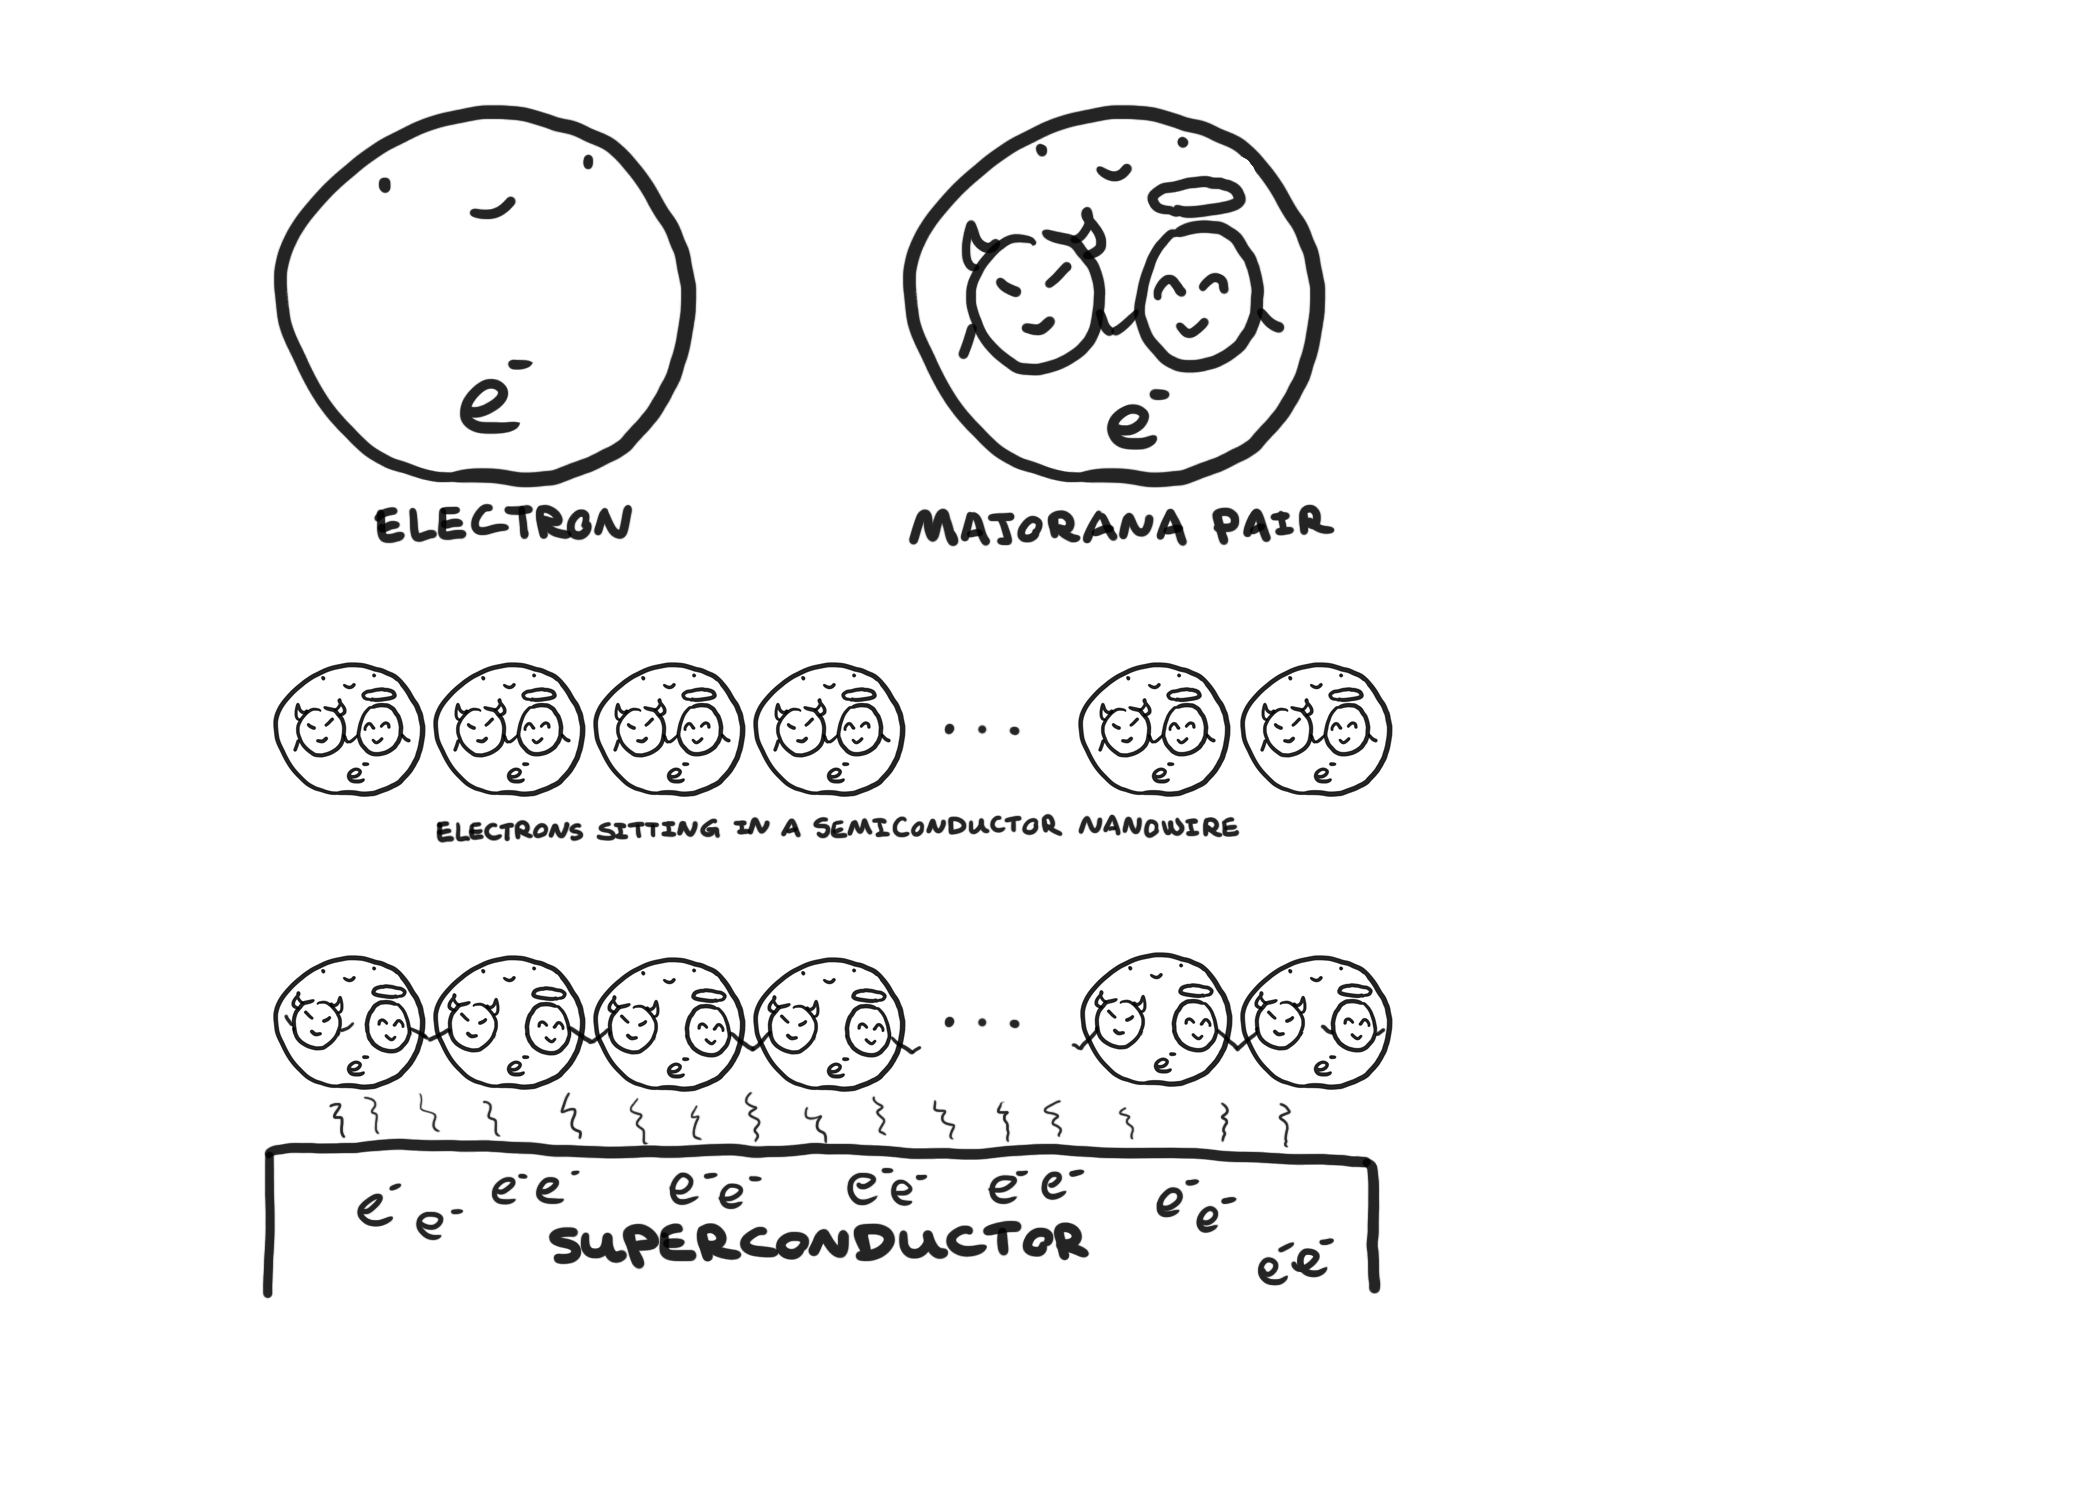 e⁻ e⁻
ELECTRON MAJORANA PAIR
e⁻ e⁻ e⁻ e⁻ ... e⁻ e⁻
ELECTRONS SITTING IN A SEMICONDUCTOR NANOWIRE
e⁻ e⁻ e⁻ e⁻ ... e⁻ e⁻
e⁻ e⁻ e⁻ e⁻ e⁻ e⁻ e⁻ e⁻ e⁻ e⁻ e⁻ e⁻
SUPERCONDUCTOR
e⁻ e⁻